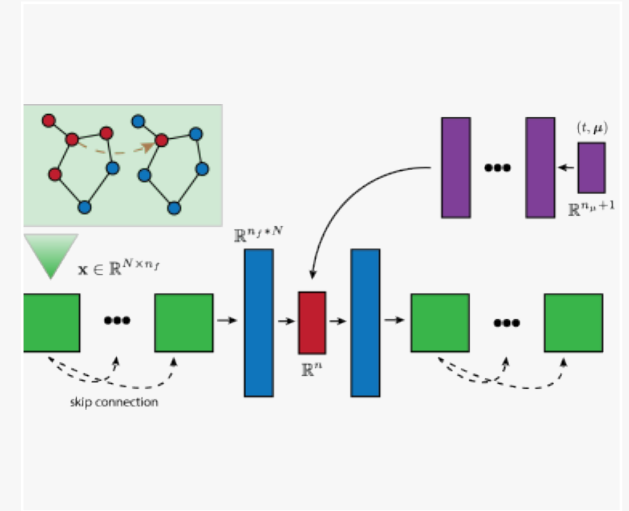 (t, μ)
ℝ^{n_μ+1}
ℝ^{n_f*N}
x ∈ ℝ^{N×n_f}
ℝ^n
skip connection